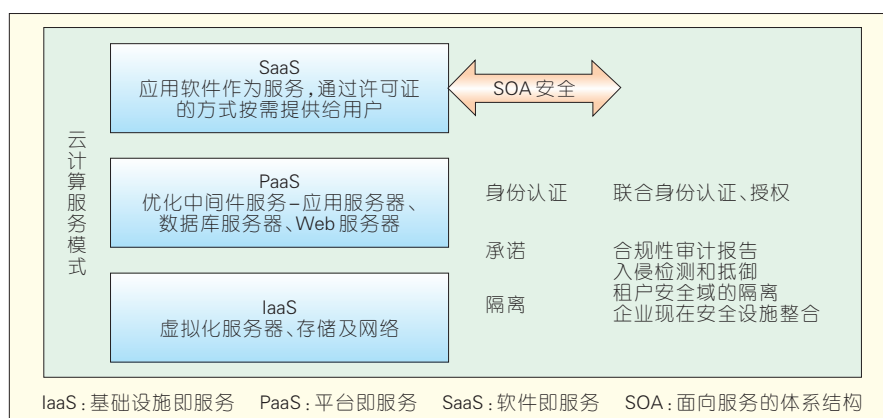 云计算服务模式
SaaS
应用软件作为服务,通过许可证
的方式按需提供给用户
SOA安全
PaaS
优化中间件服务-应用服务器、
数据库服务器、Web服务器
身份认证 联合身份认证、授权
承诺 合规性审计报告
入侵检测和抵御
IaaS
虚拟化服务器、存储及网络
隔离 租户安全域的隔离
企业现在安全设施整合
IaaS:基础设施即服务 PaaS:平台即服务 SaaS:软件即服务 SOA:面向服务的体系结构